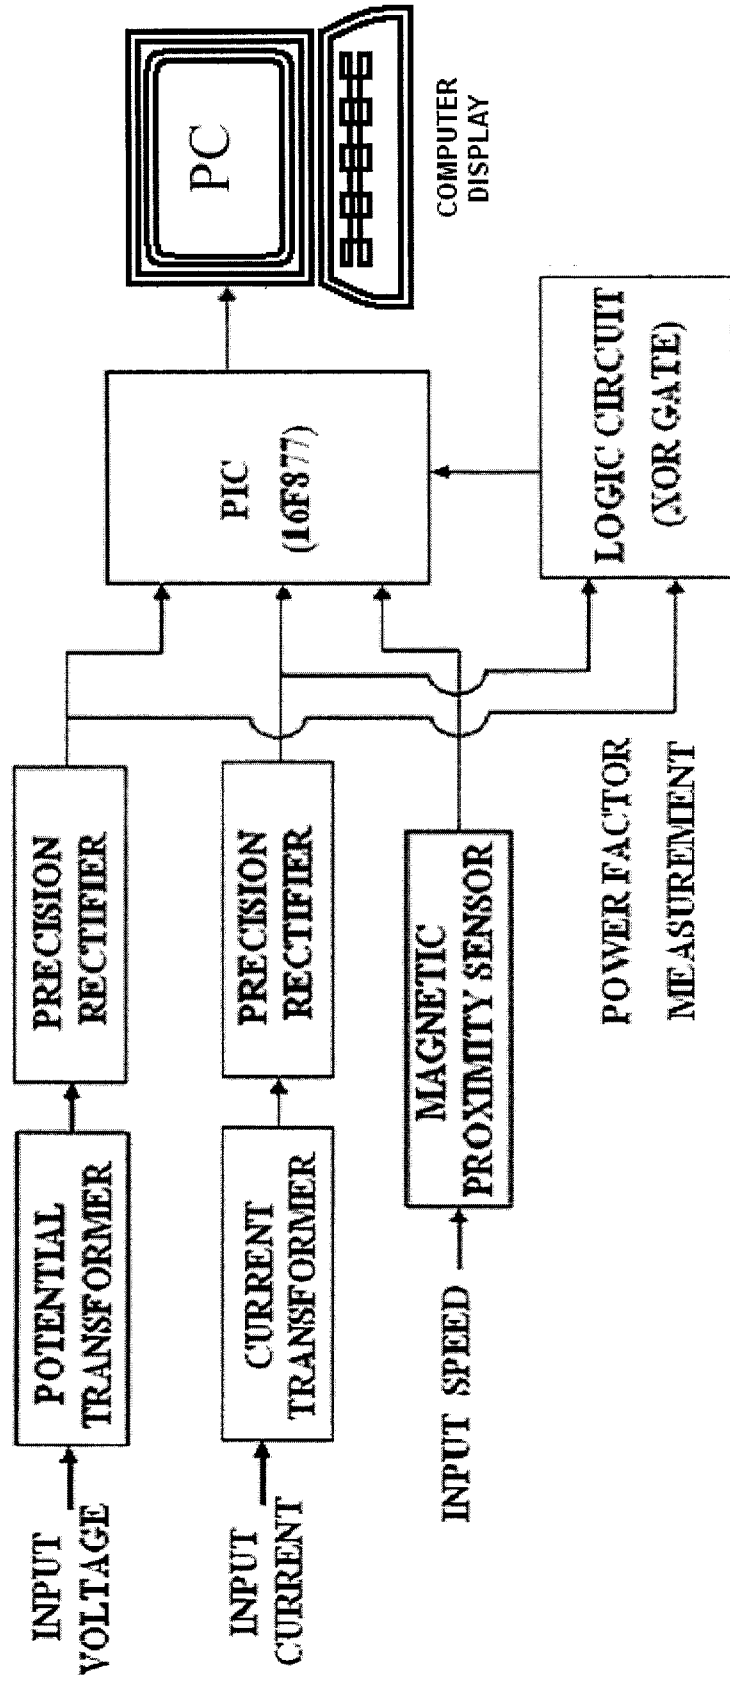 INPUT
VOLTAGE
POTENTIAL
TRANSFORMER
PRECISION
RECTIFIER
INPUT
CURRENT
CURRENT
TRANSFORMER
PRECISION
RECTIFIER
INPUT SPEED
MAGNETIC
PROXIMITY SENSOR
POWER FACTOR
MEASUREMENT
PIC
(16F877)
LOGIC CIRCUIT
(XOR GATE)
PC
COMPUTER
DISPLAY